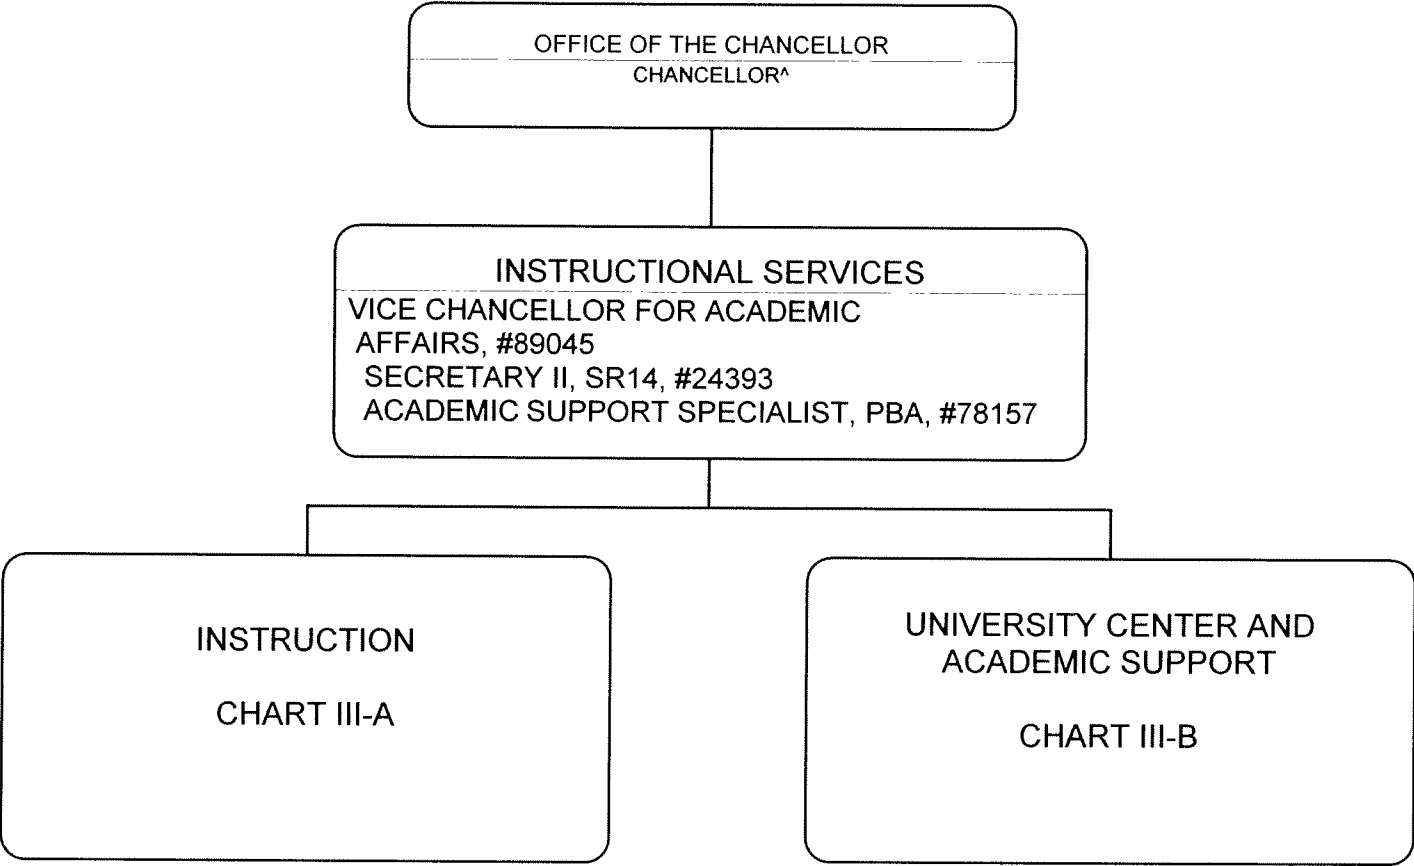 OFFICE OF THE CHANCELLOR
CHANCELLOR^
INSTRUCTIONAL SERVICES
VICE CHANCELLOR FOR ACADEMIC
AFFAIRS, #89045
SECRETARY II, SR14, #24393
ACADEMIC SUPPORT SPECIALIST, PBA, #78157
INSTRUCTION
CHART III-A
UNIVERSITY CENTER AND
ACADEMIC SUPPORT
CHART III-B